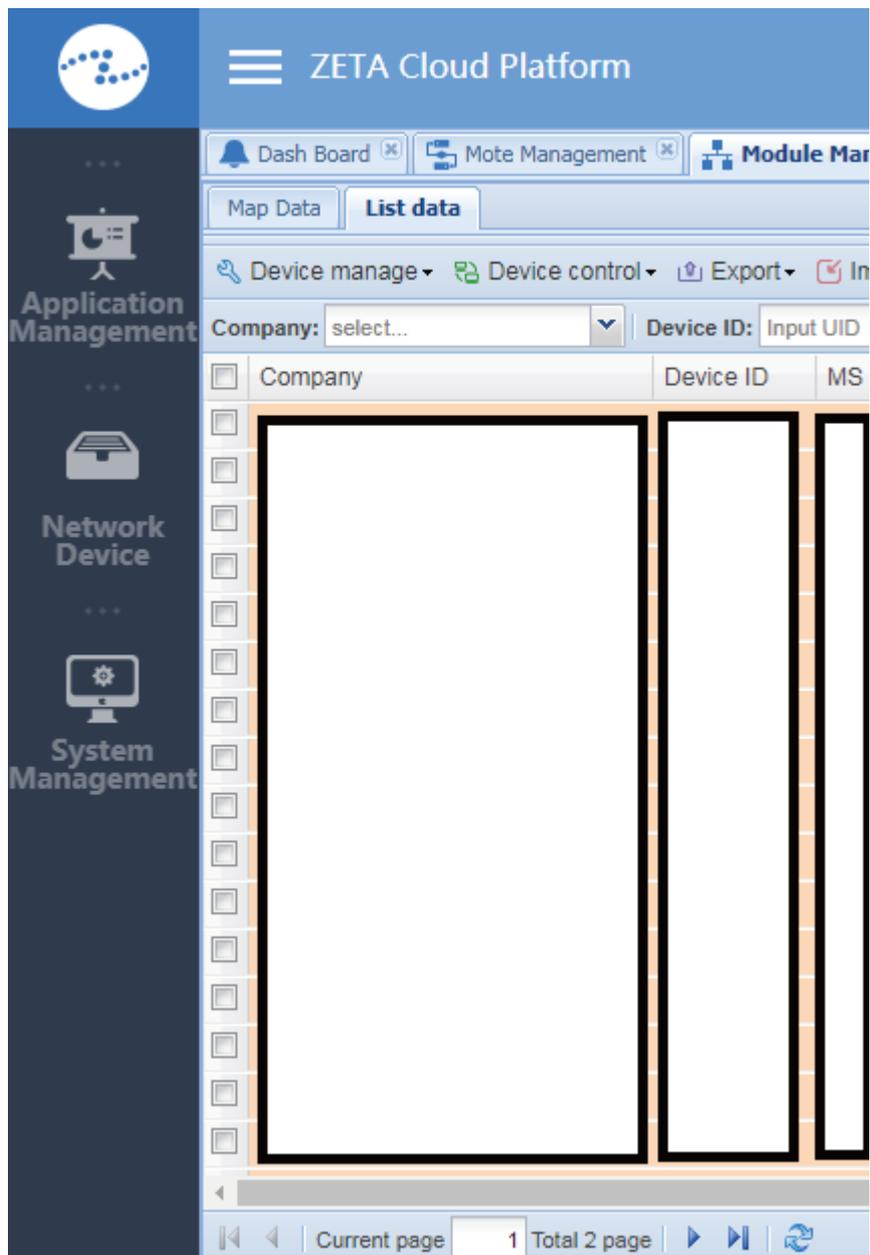 ZETA Cloud Platform
Dash Board Mote Management Module Mar
Map Data List data
Device manage Device control Export Im
Application
Management
Company: select... Device ID: Input UID
Company Device ID MS
Network
Device
System
Management
Current page 1 Total 2 page